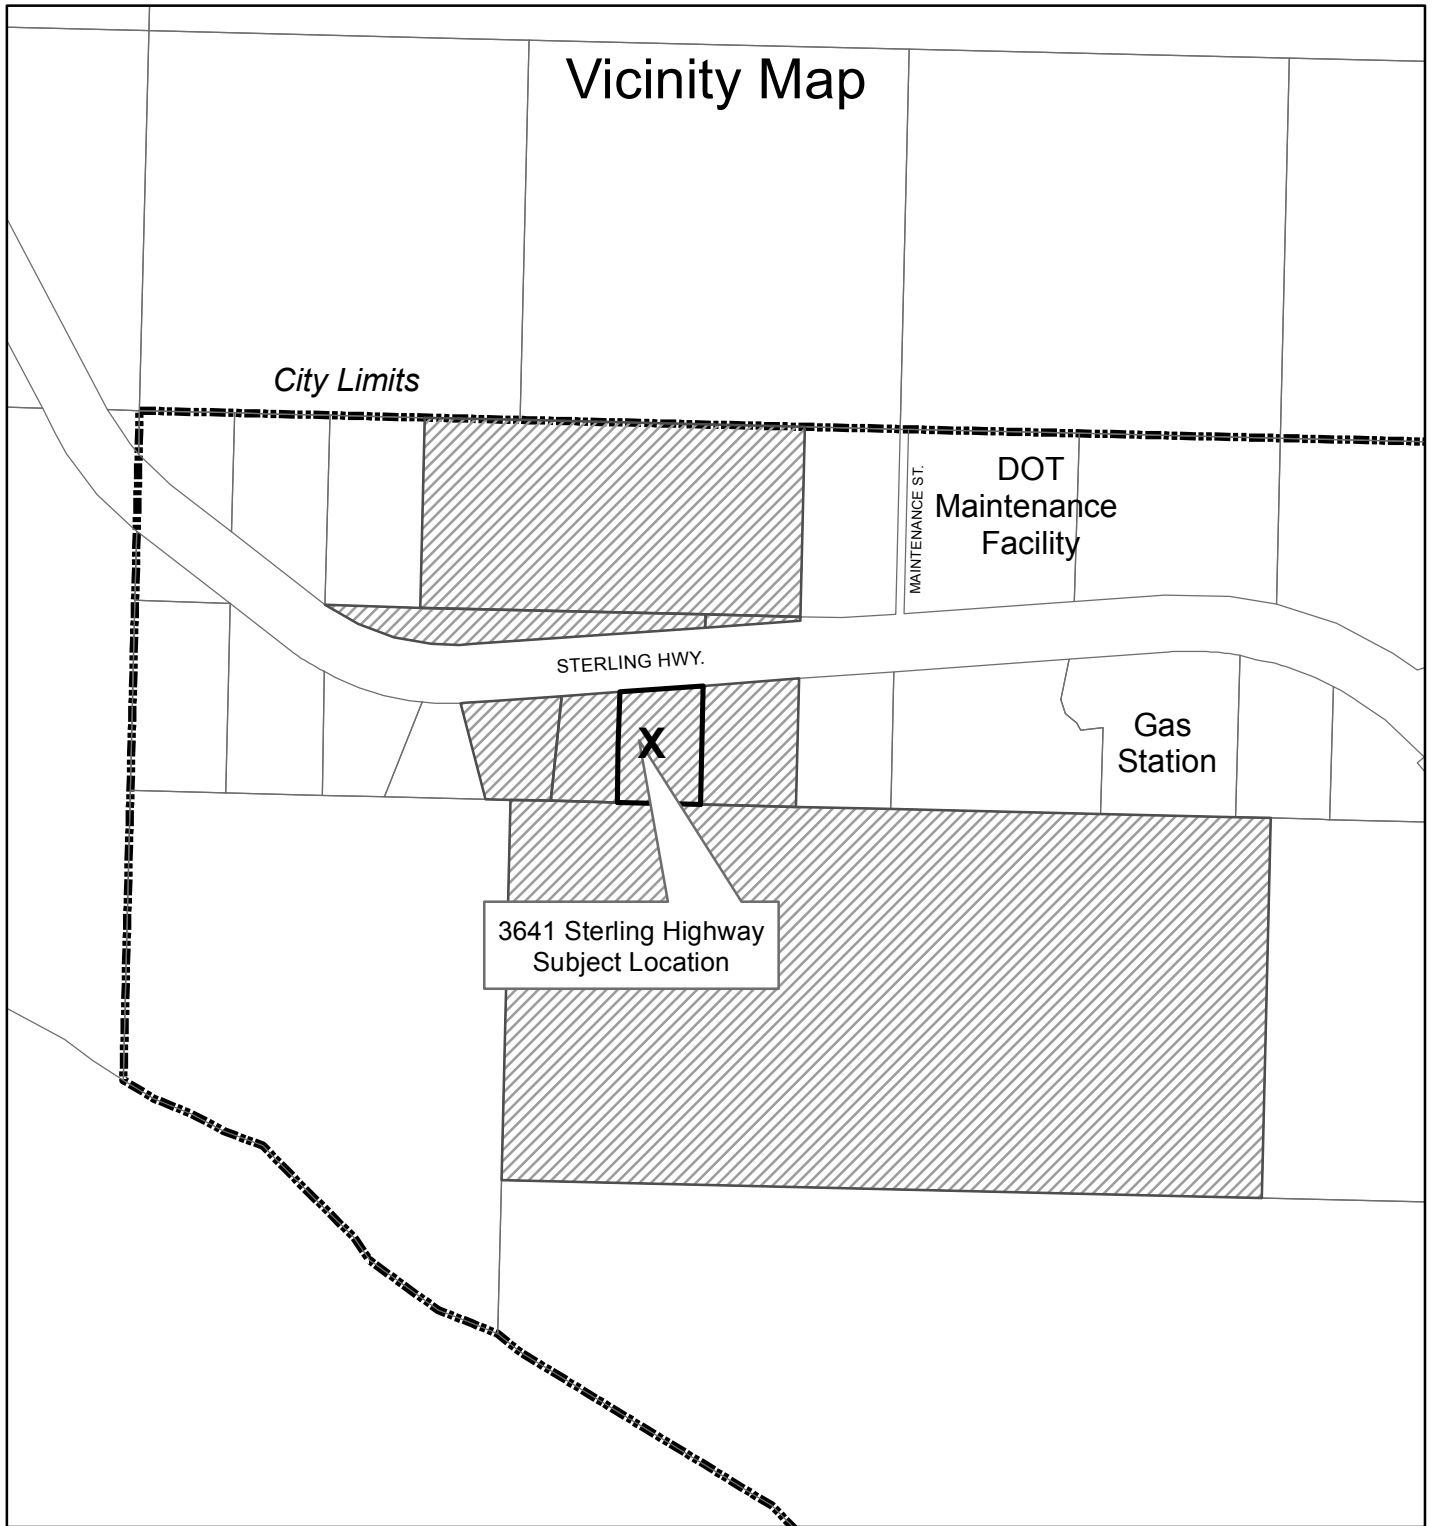 Vicinity Map
City Limits
DOT
Maintenance
Facility
MAINTENANCE ST.
STERLING HWY.
X
Gas
Station
3641 Sterling Highway
Subject Location